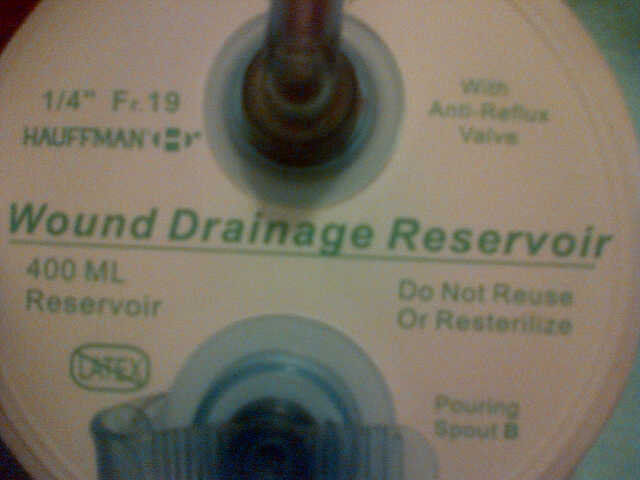 1/4" Fr. 19
HAUFFMAN
With
Anti-Reflux
Valve
Wound Drainage Reservoir
400 ML
Reservoir
Do Not Reuse
Or Resterilize
LATEX
Pouring
Spout B